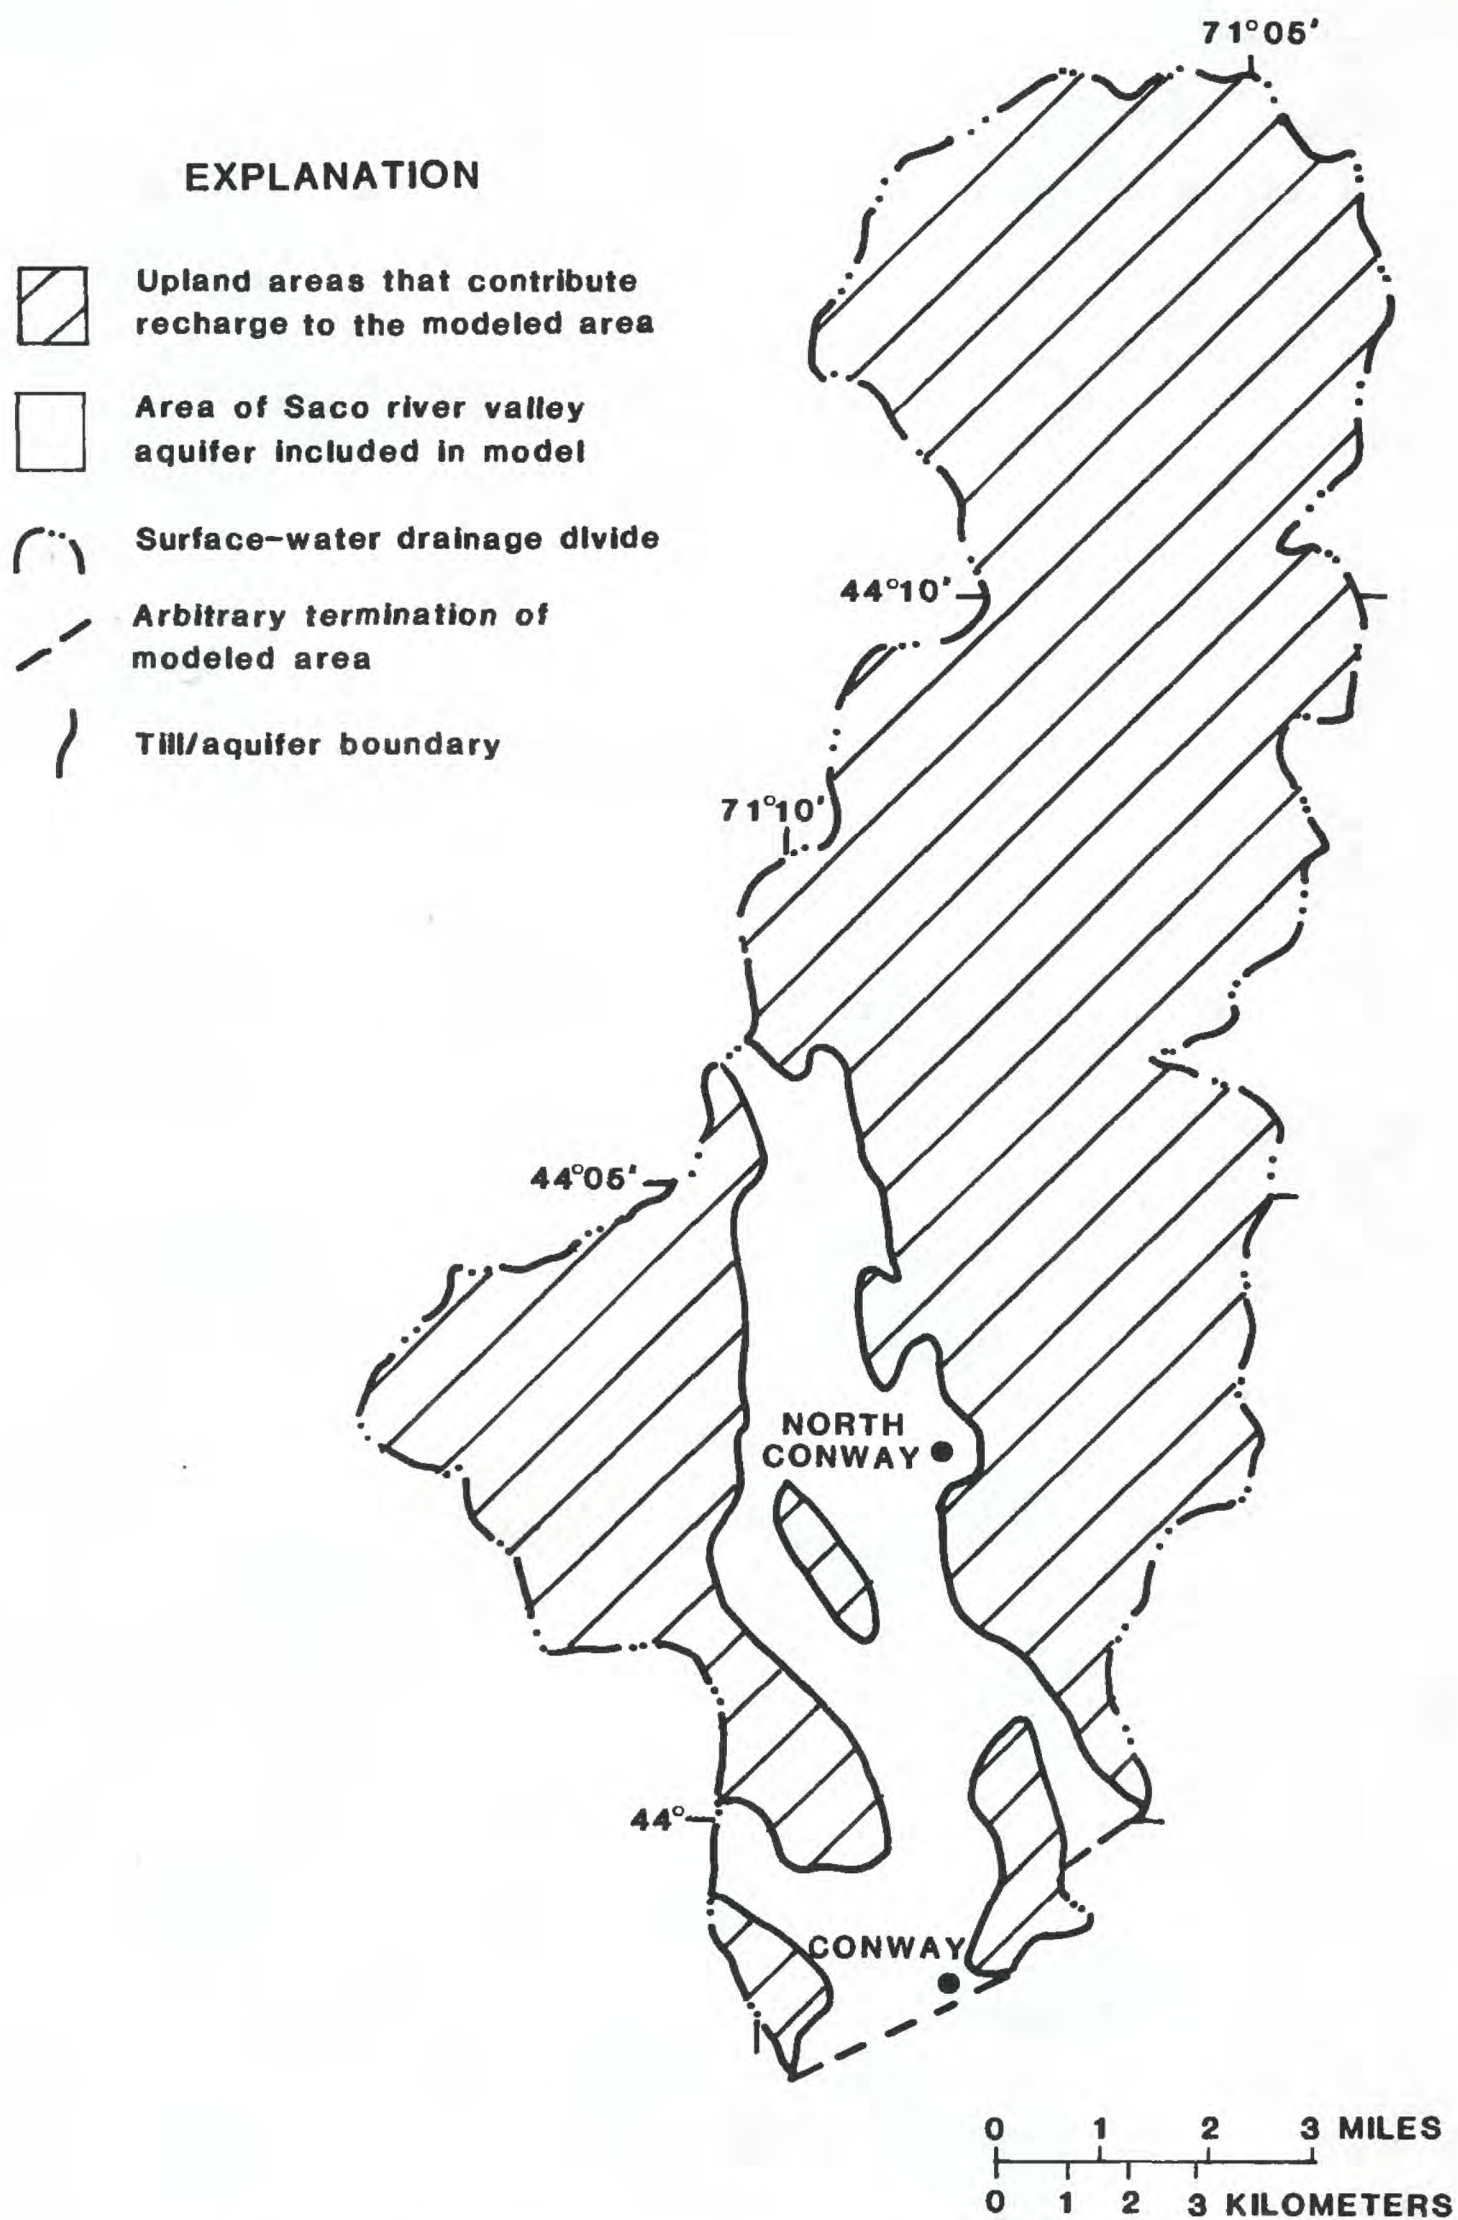 71°05'
EXPLANATION
Upland areas that contribute
recharge to the modeled area
Area of Saco river valley
aquifer included in model
Surface-water drainage divide
Arbitrary termination of
modeled area
Till/aquifer boundary
44°10'
71°10'
44°05'
NORTH
CONWAY
44°
CONWAY
0 1 2 3 MILES
0 1 2 3 KILOMETERS